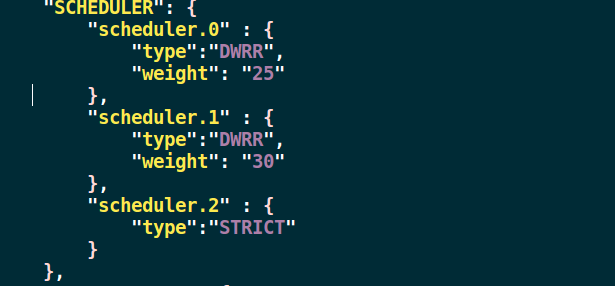 "SCHEDULER": {
"scheduler.0" : {
"type":"DWRR",
"weight": "25"
},
"scheduler.1" : {
"type":"DWRR",
"weight": "30"
},
"scheduler.2" : {
"type":"STRICT"
}
},